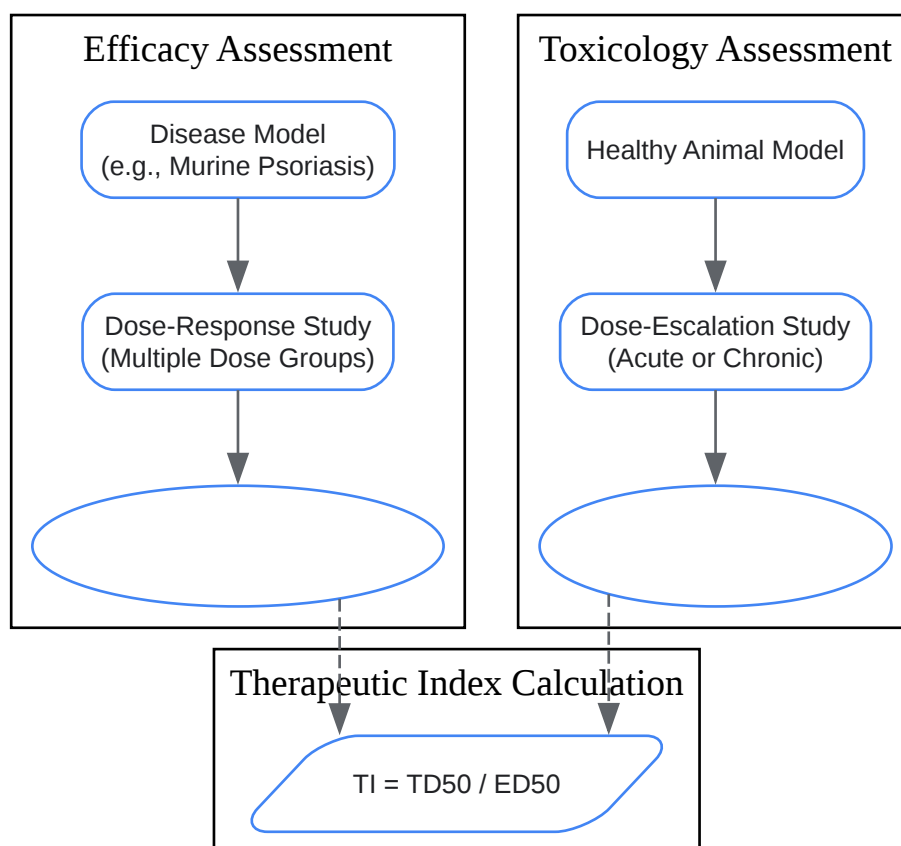 Efficacy Assessment
Disease Model
(e.g., Murine Psoriasis)
Dose-Response Study
(Multiple Dose Groups)
Toxicology Assessment
Healthy Animal Model
Dose-Escalation Study
(Acute or Chronic)
Therapeutic Index Calculation
TI = TD50 / ED50